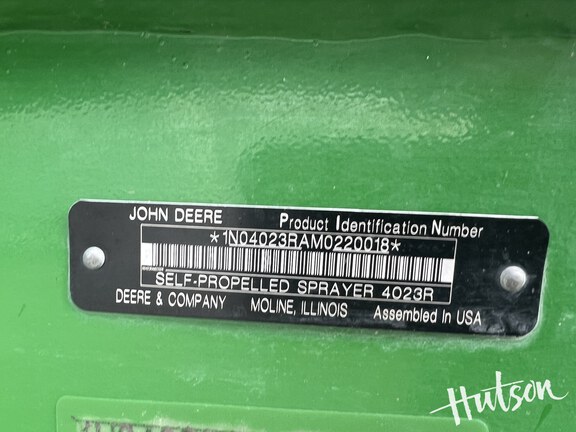 JOHN DEERE Product Identification Number
*1N04023RAM0220018*
SELF-PROPELLED SPRAYER 4023R
DEERE & COMPANY MOLINE, ILLINOIS Assembled In USA
Hutson